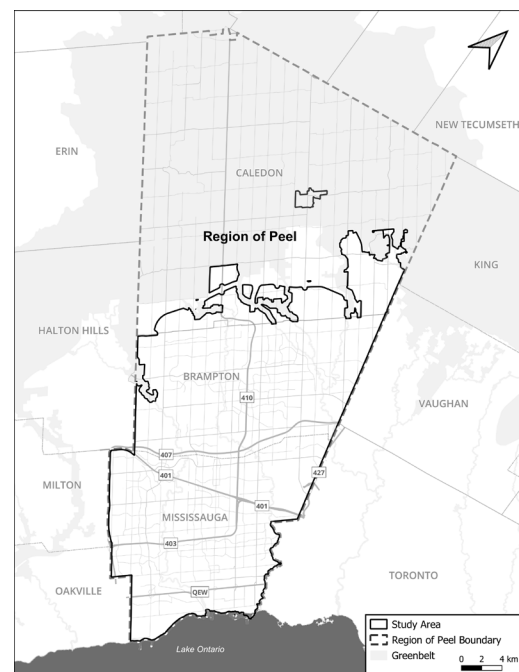 NEW TECUMSETH
ERIN
CALEDON
Region of Peel
KING
HALTON HILLS
BRAMPTON
VAUGHAN
410
407
401
427
MILTON
401
MISSISSAUGA
403
TORONTO
OAKVILLE
QEW
Lake Ontario
Study Area
Region of Peel Boundary
Greenbelt
0 2 4 km